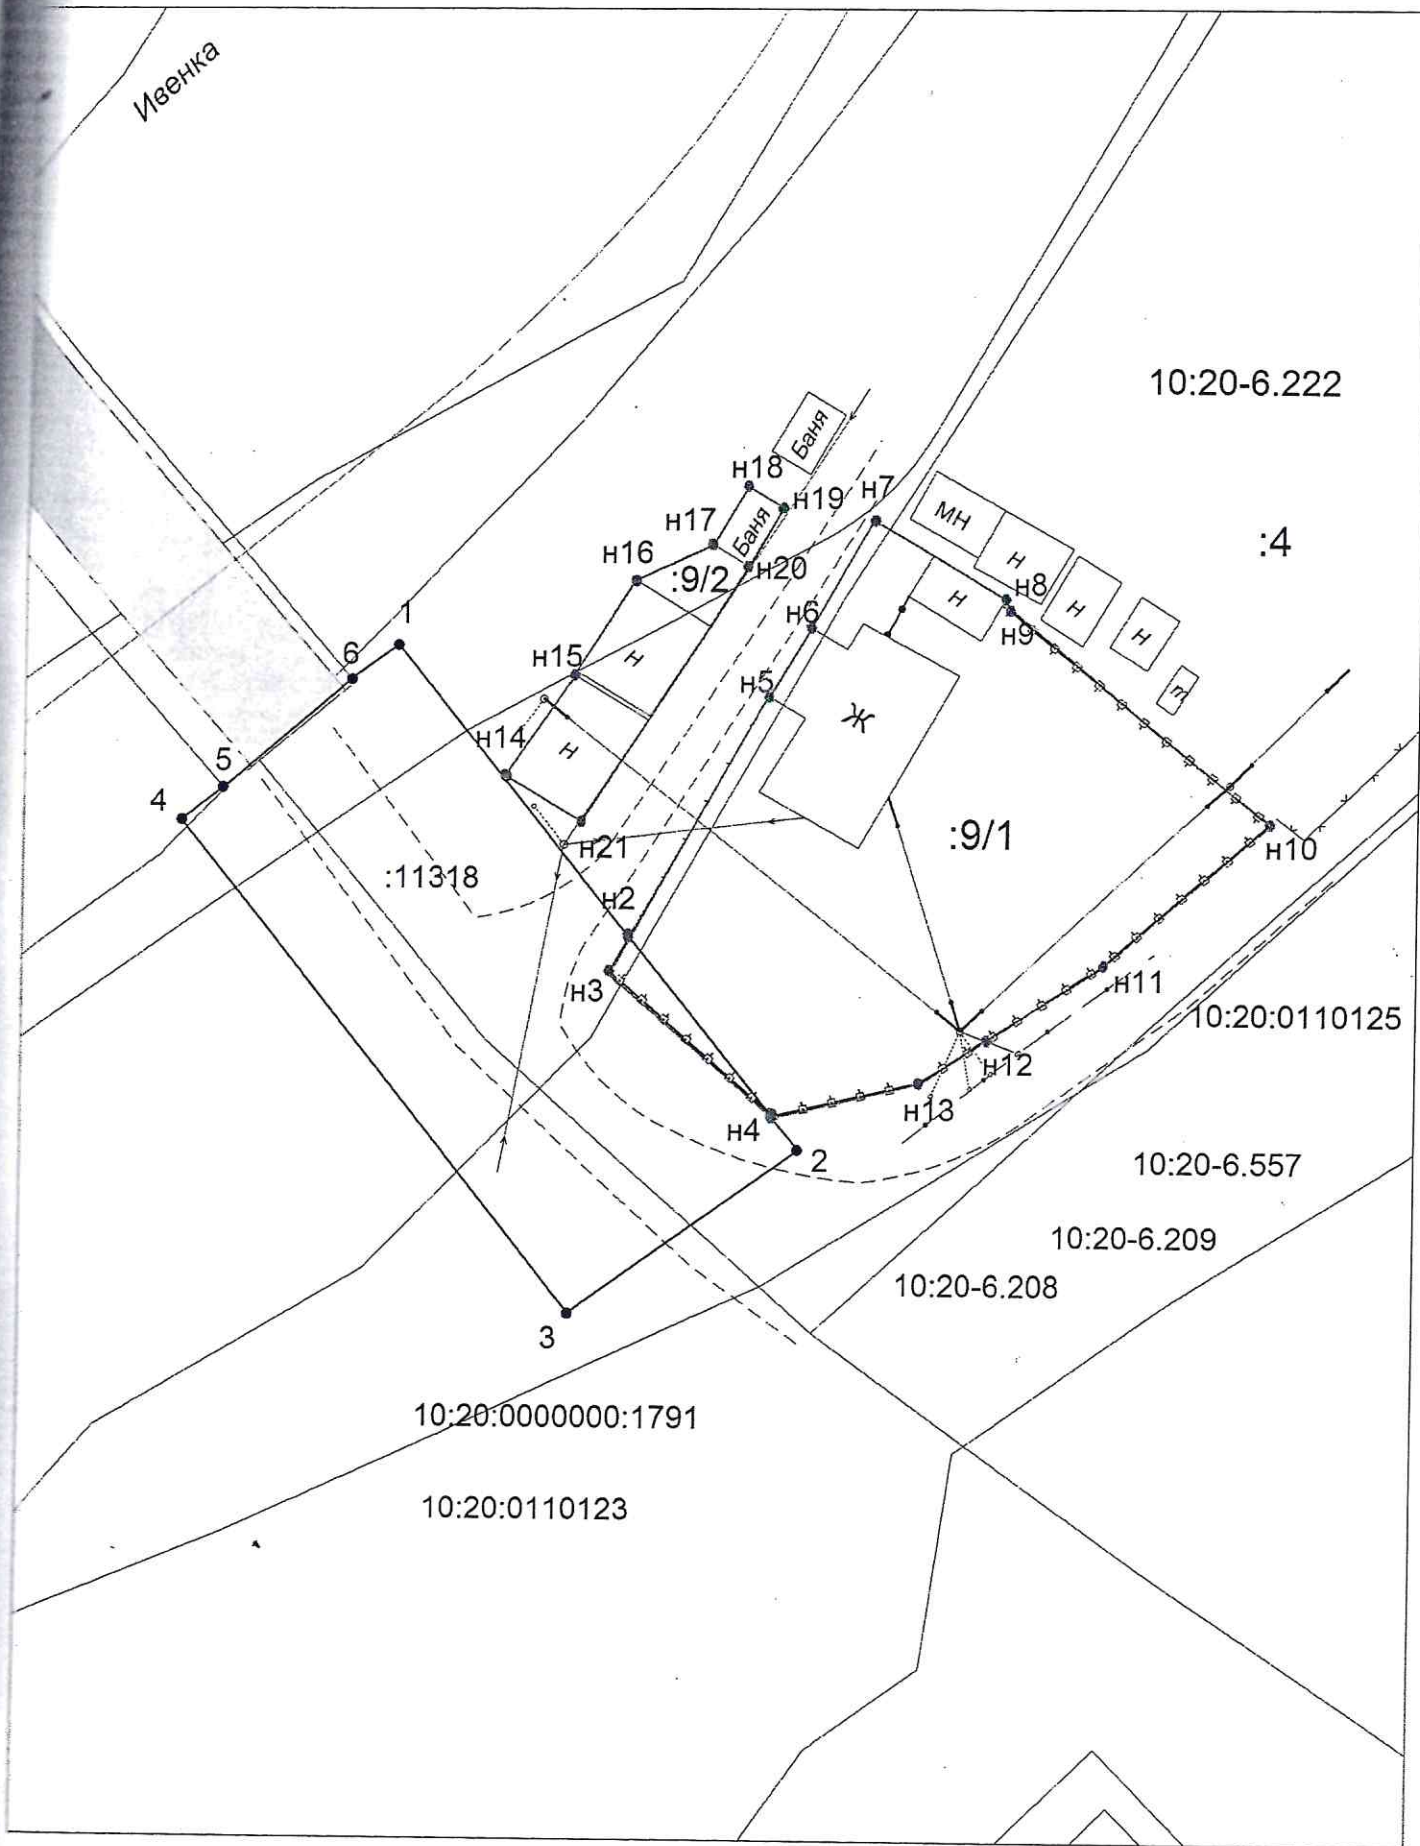 Ивенка
10:20-6.222
Баня
н18
н7
н19
МН
н17
Баня
:4
н16
н20
Н
:9/2
н8
Н
Н
н6
н9
Н
1
6
н15
Н
н5
Ж
н14
Н
5
4
:9/1
н21
н10
:11318
н2
н3
н11
10:20:0110125
н12
н13
н4
2
10:20-6.557
10:20-6.209
10:20-6.208
3
10:20:0000000:1791
10:20:0110123